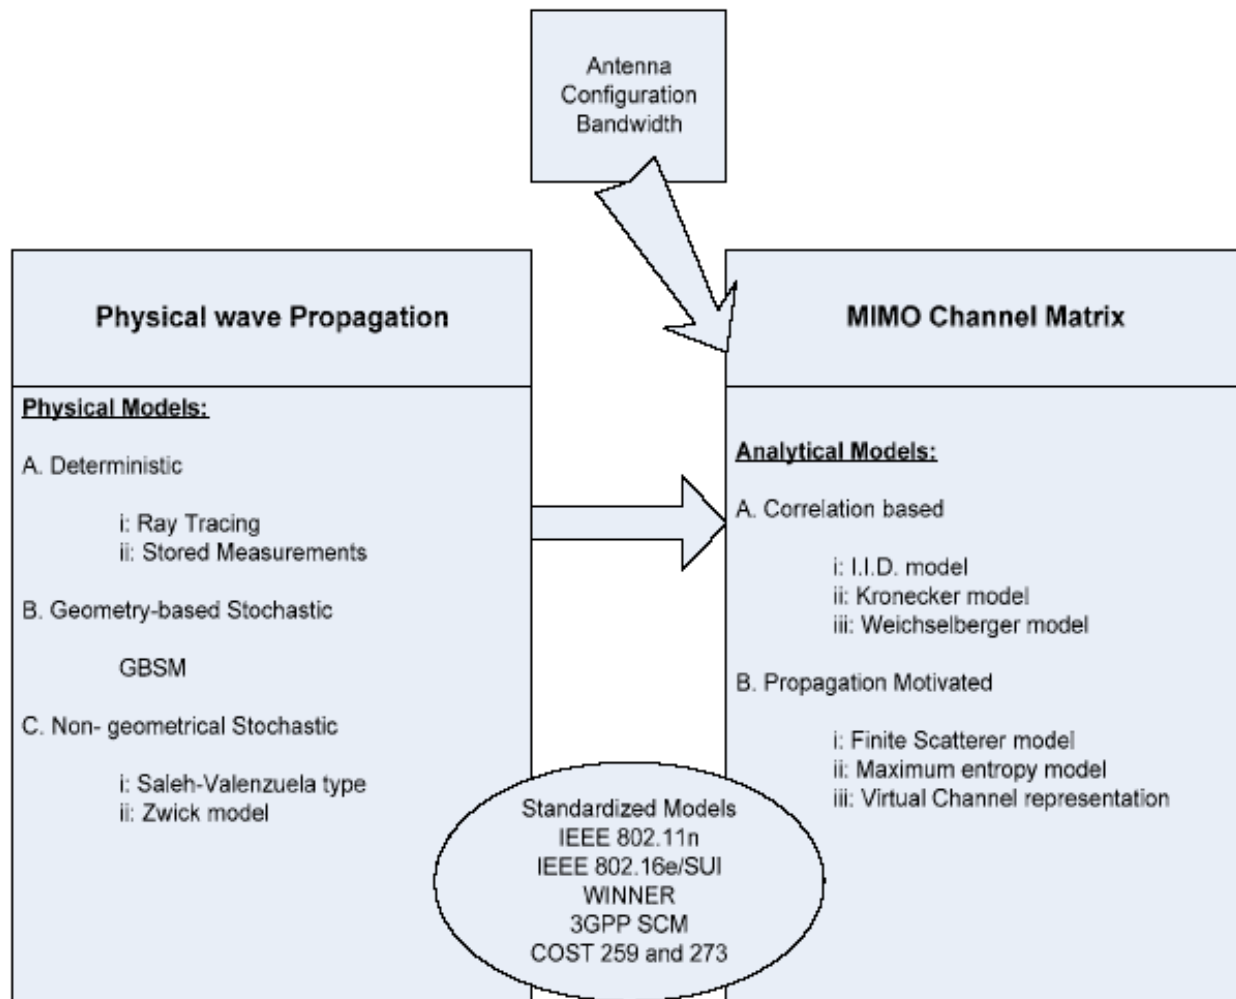 Antenna
Configuration
Bandwidth
Physical wave Propagation
Physical Models:
A. Deterministic
i: Ray Tracing
ii: Stored Measurements
B. Geometry-based Stochastic
GBSM
C. Non- geometrical Stochastic
i: Saleh-Valenzuela type
ii: Zwick model
MIMO Channel Matrix
Analytical Models:
A. Correlation based
i: I.I.D. model
ii: Kronecker model
iii: Weichselberger model
B. Propagation Motivated
i: Finite Scatterer model
ii: Maximum entropy model
iii: Virtual Channel representation
Standardized Models
IEEE 802.11n
IEEE 802.16e/SUI
WINNER
3GPP SCM
COST 259 and 273